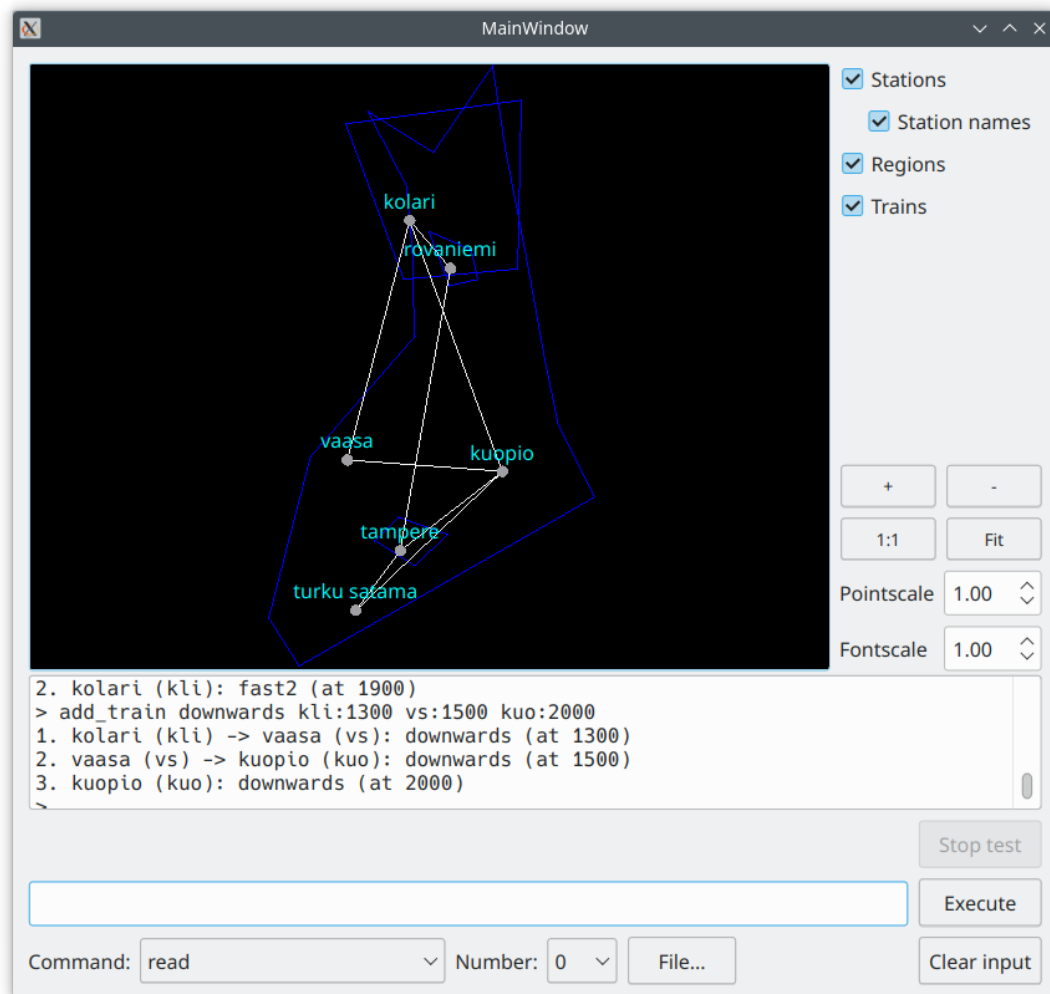 MainWindow
Stations
Station names
Regions
Trains
kolari
rovaniemi
vaasa
kuopio
tampere
turku satama
+ -
1:1 Fit
Pointscale 1.00
Fontscale 1.00
2. kolari (kli): fast2 (at 1900)
> add_train downwards kli:1300 vs:1500 kuo:2000
1. kolari (kli) -> vaasa (vs): downwards (at 1300)
2. vaasa (vs) -> kuopio (kuo): downwards (at 1500)
3. kuopio (kuo): downwards (at 2000)
>
Stop test
Execute
Command: read Number: 0 File... Clear input